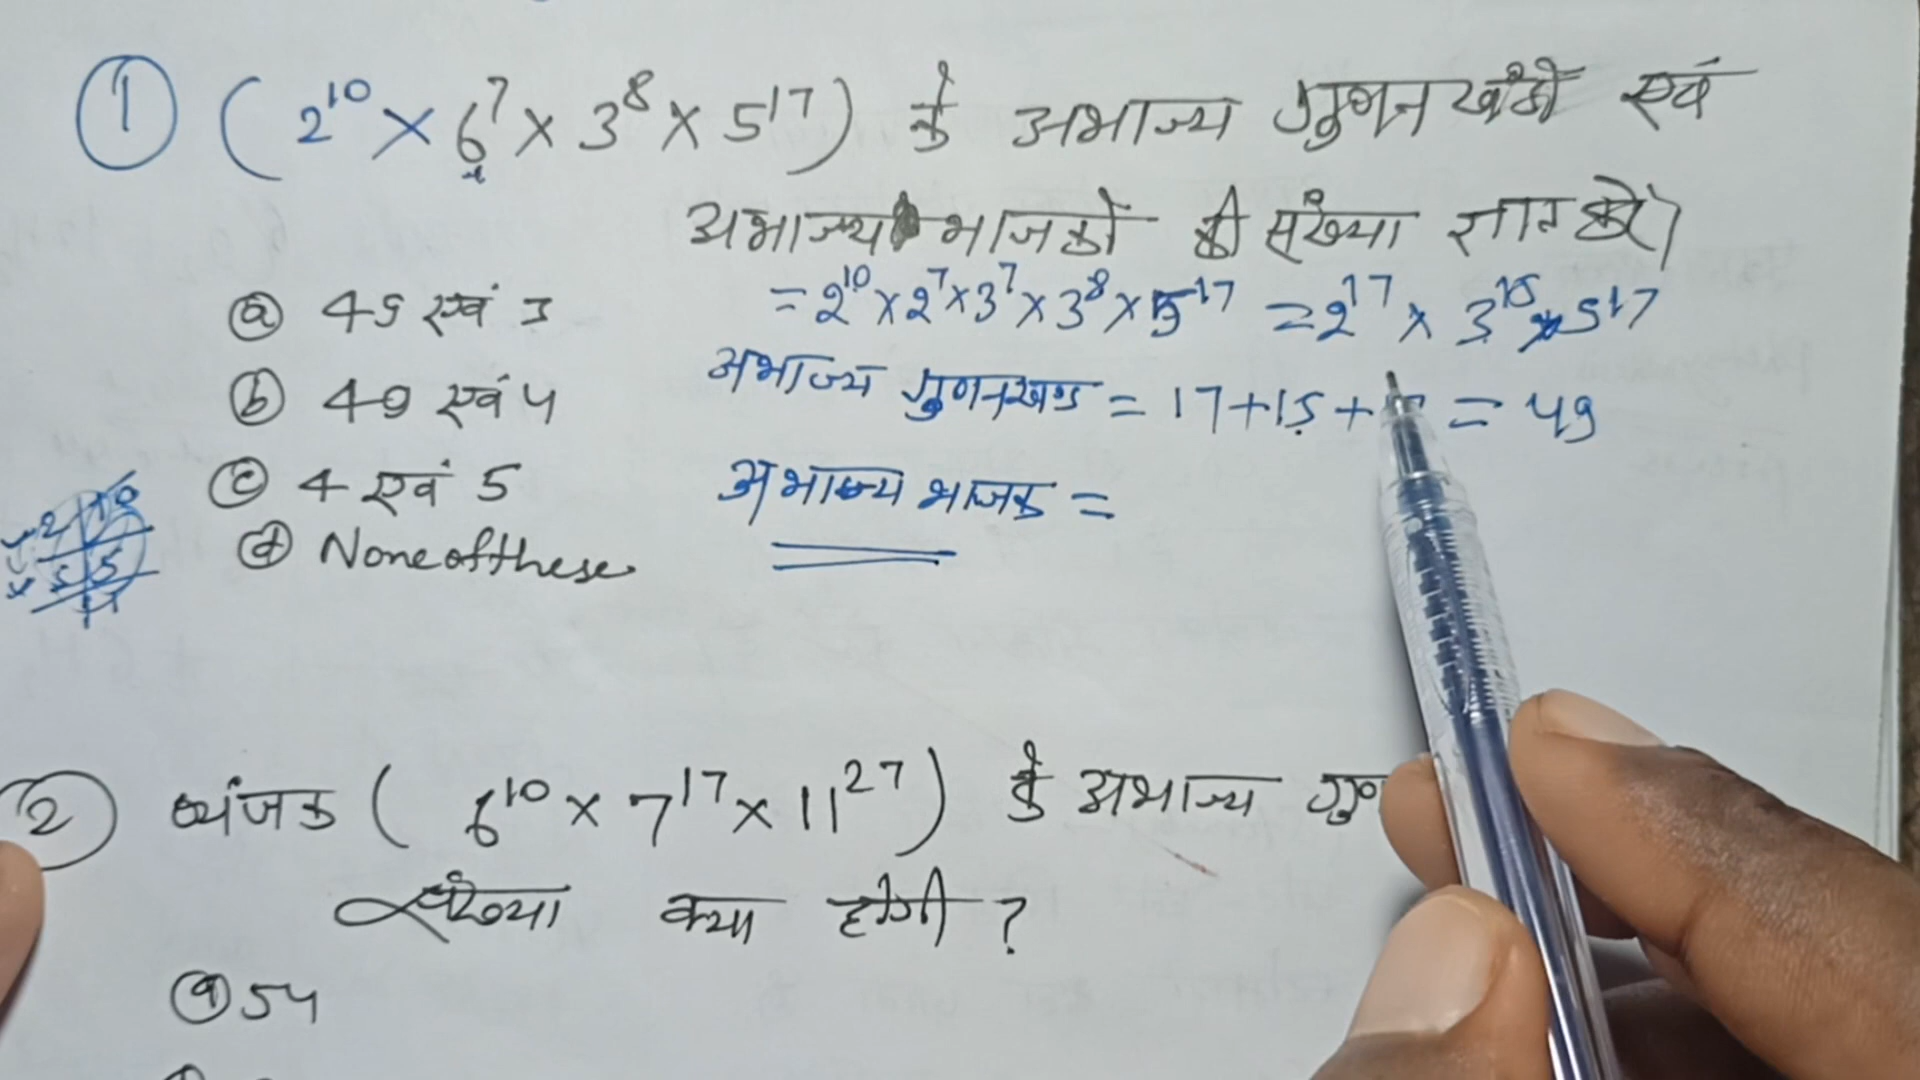 ① (2¹⁰ × 6⁷ × 3⁸ × 5¹⁷) के अभाज्य गुणनखंडों एवं
अभाज्य भाजकों की संख्या ज्ञात करें।
= 2¹⁰ × 2⁷ × 3⁷ × 3⁸ × 5¹⁷ = 2¹⁷ × 3¹⁵ × 5¹⁷
ⓐ 45 एवं 3
अभाज्य गुणनखण्ड = 17 + 15 + = 49
ⓑ 49 एवं 4
ⓒ 4 एवं 5
अभाज्य भाजक =
ⓓ None of these
② व्यंजक (6¹⁰ × 7¹⁷ × 11²⁷) के अभाज्य
संख्या क्या होगी ?
ⓐ 54